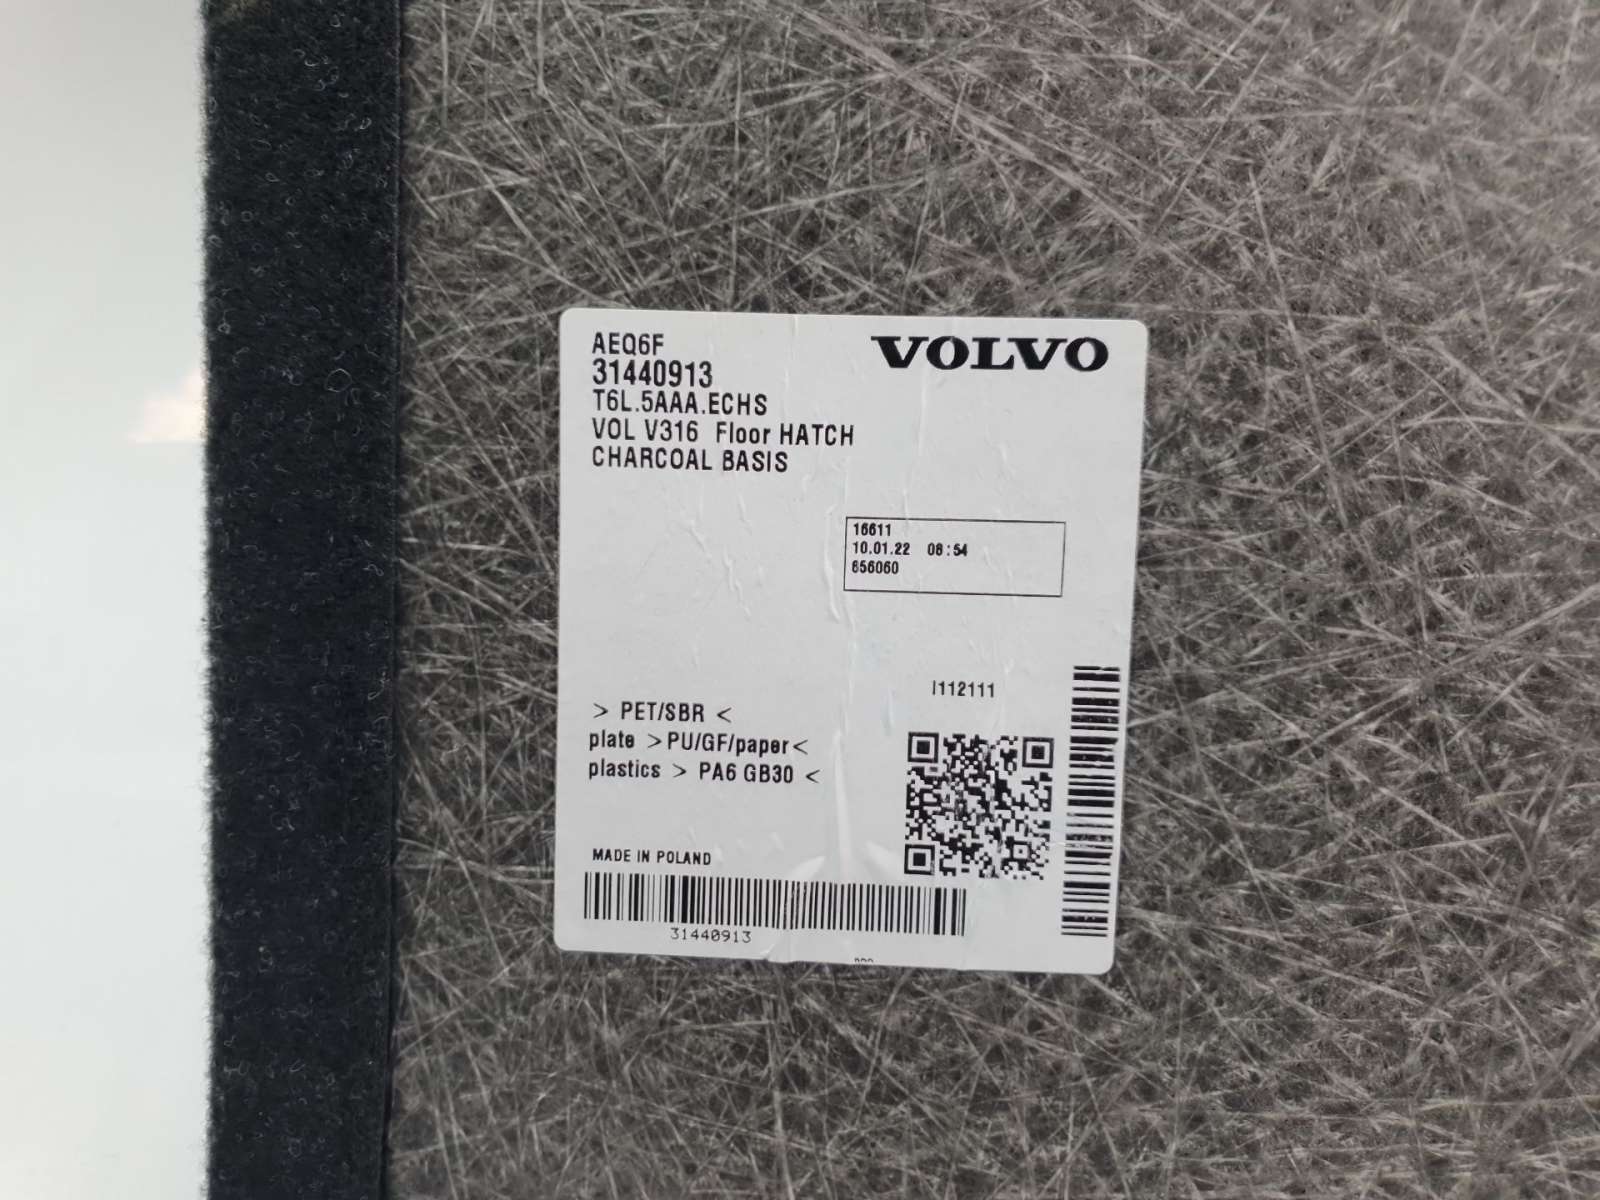 VOLVO
AEQ6F
31440913
T6L.5AAA.ECHS
VOL V316 Floor HATCH
CHARCOAL BASIS
16611
10.01.22 08:54
656060
I112111
> PET/SBR <
plate >PU/GF/paper<
plastics > PA6 GB30 <
MADE IN POLAND
31440913